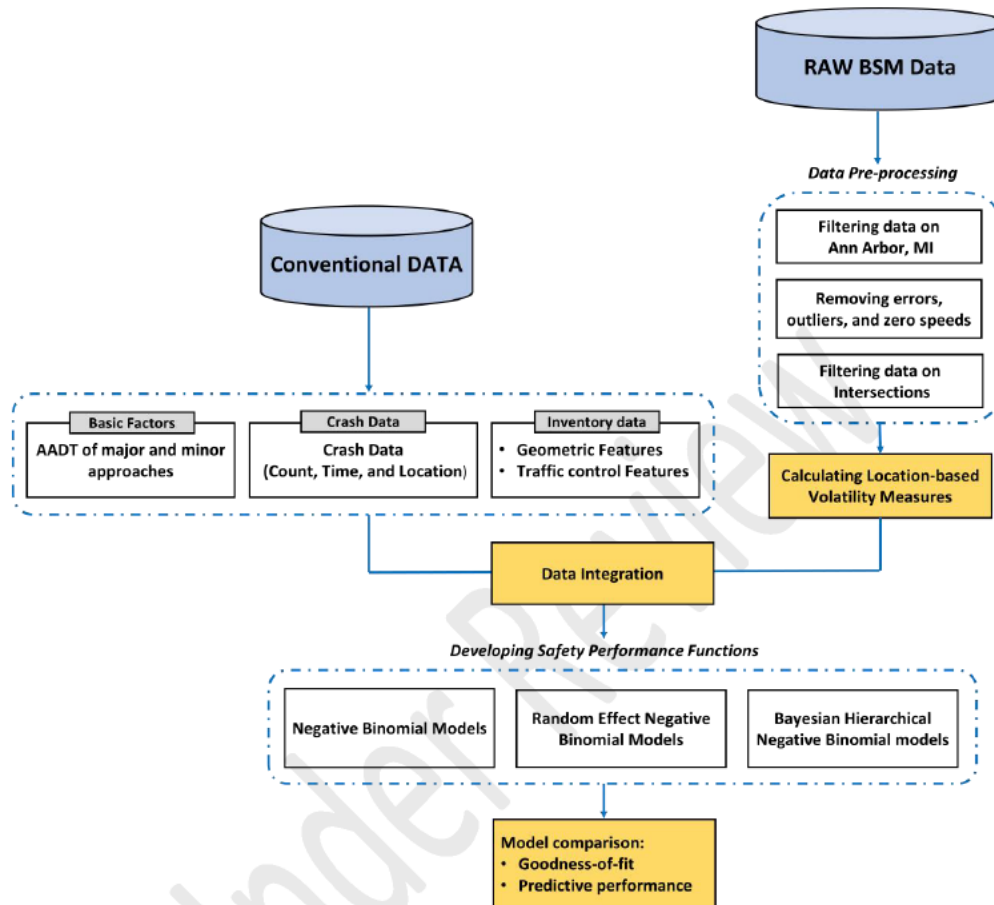 RAW BSM Data
Data Pre-processing
Filtering data on
Ann Arbor, MI
Removing errors,
outliers, and zero speeds
Filtering data on
Intersections
Calculating Location-based
Volatility Measures
Conventional DATA
Basic Factors
AADT of major and minor
approaches
Crash Data
Crash Data
(Count, Time, and Location)
Inventory data
• Geometric Features
• Traffic control Features
Data Integration
Developing Safety Performance Functions
Negative Binomial Models
Random Effect Negative
Binomial Models
Bayesian Hierarchical
Negative Binomial models
Model comparison:
• Goodness-of-fit
• Predictive performance
Under Review